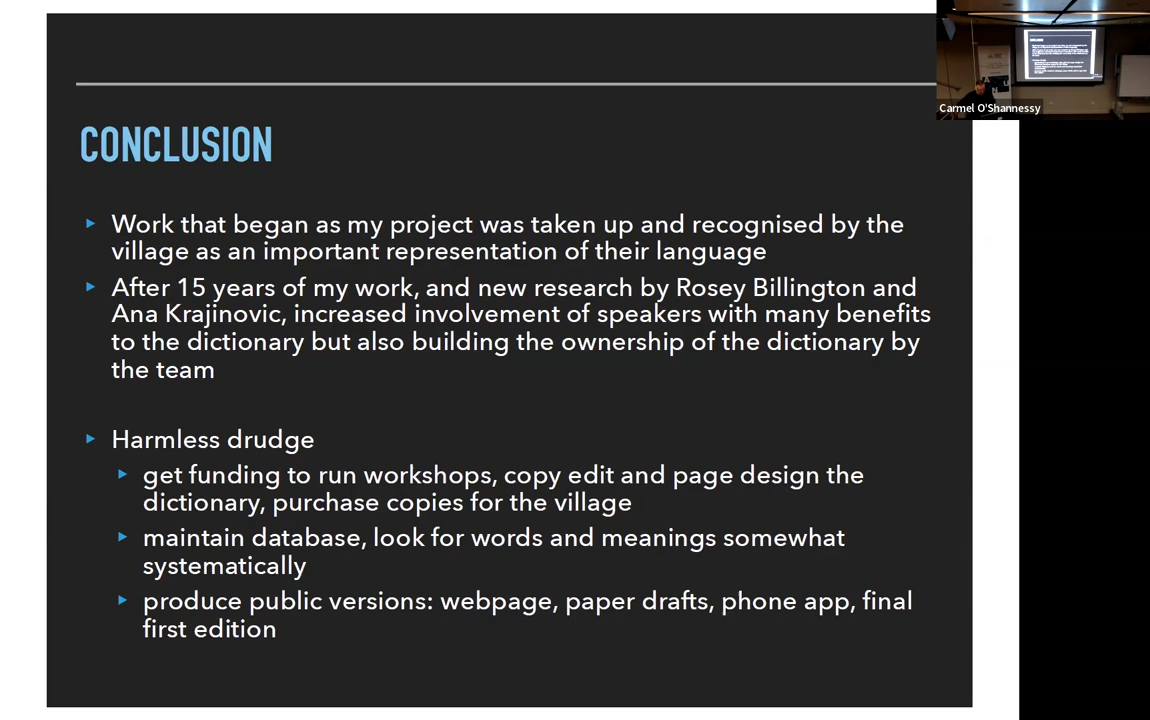 CONCLUSION
Work that began as my project was taken up and recognised by the
village as an important representation of their language
After 15 years of my work, and new research by Rosey Billington and
Ana Krajinovic, increased involvement of speakers with many benefits
to the dictionary but also building the ownership of the dictionary by
the team
Harmless drudge
get funding to run workshops, copy edit and page design the
dictionary, purchase copies for the village
maintain database, look for words and meanings somewhat
systematically
produce public versions: webpage, paper drafts, phone app, final
first edition
Carmel O'Shannessy